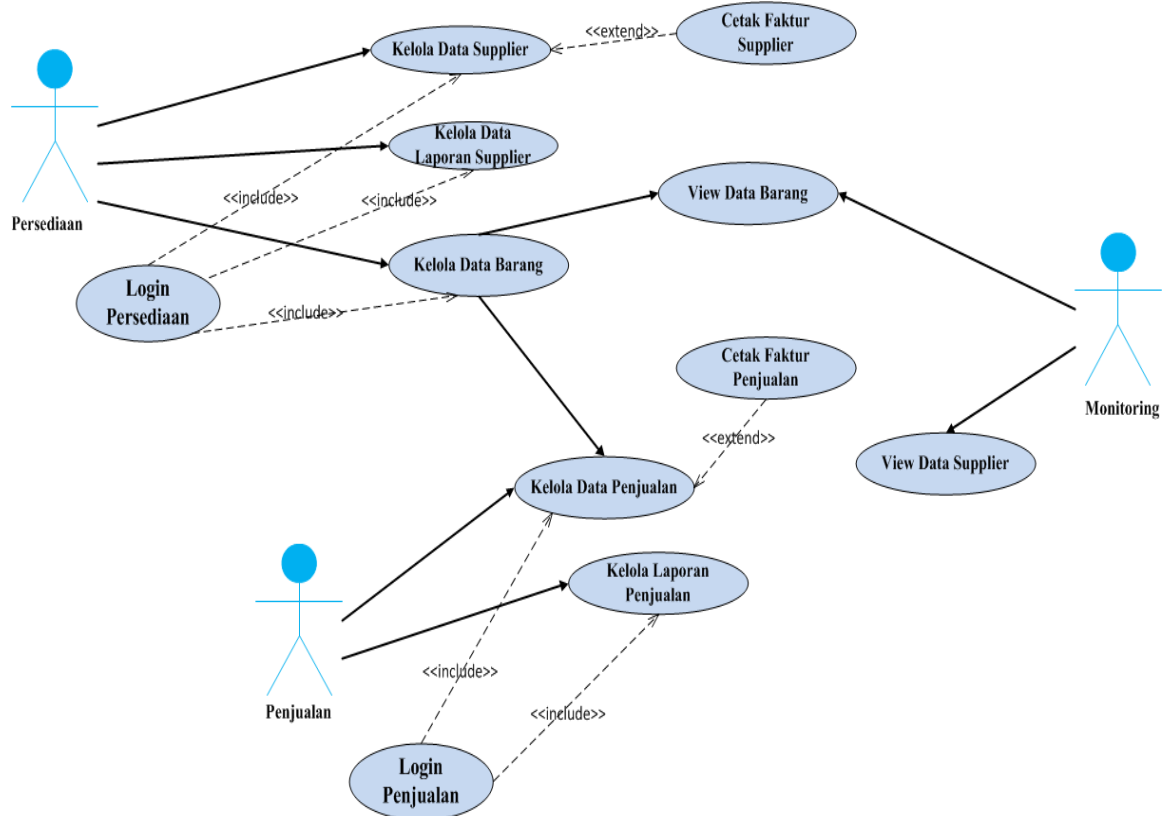 <<extend>>
Cetak Faktur
Supplier
Kelola Data Supplier
Kelola Data
Laporan Supplier
<<include>>
<<include>>
Persediaan
View Data Barang
Kelola Data Barang
Login
Persediaan
<<include>>
Cetak Faktur
Penjualan
Monitoring
<<extend>>
View Data Supplier
Kelola Data Penjualan
Kelola Laporan
Penjualan
<<include>>
Penjualan
<<include>>
Login
Penjualan